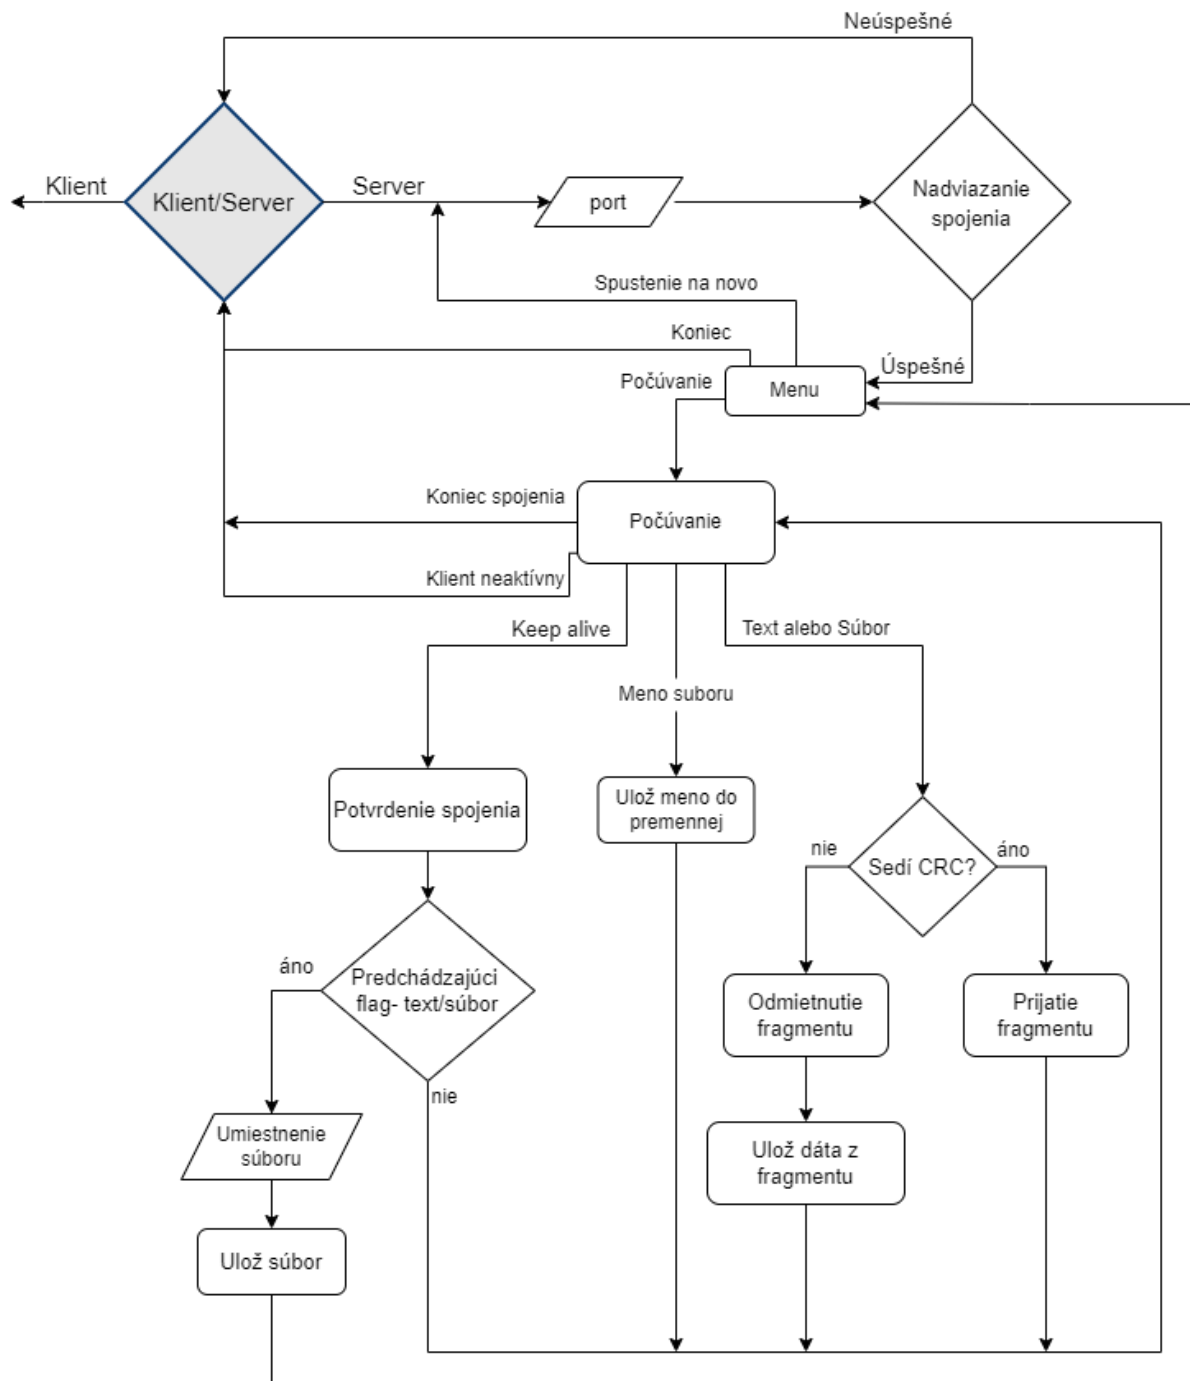 Neúspešné
Klient
Klient/Server
Server
port
Nadviazanie
spojenia
Spustenie na novo
Koniec
Úspešné
Počúvanie
Menu
Koniec spojenia
Počúvanie
Klient neaktívny
Keep alive
Text alebo Súbor
Meno suboru
Potvrdenie spojenia
Ulož meno do
premennej
nie
Sedí CRC?
áno
áno
Predchádzajúci
flag- text/súbor
Odmietnutie
fragmentu
Prijatie
fragmentu
nie
Umiestnenie
súboru
Ulož dáta z
fragmentu
Ulož súbor